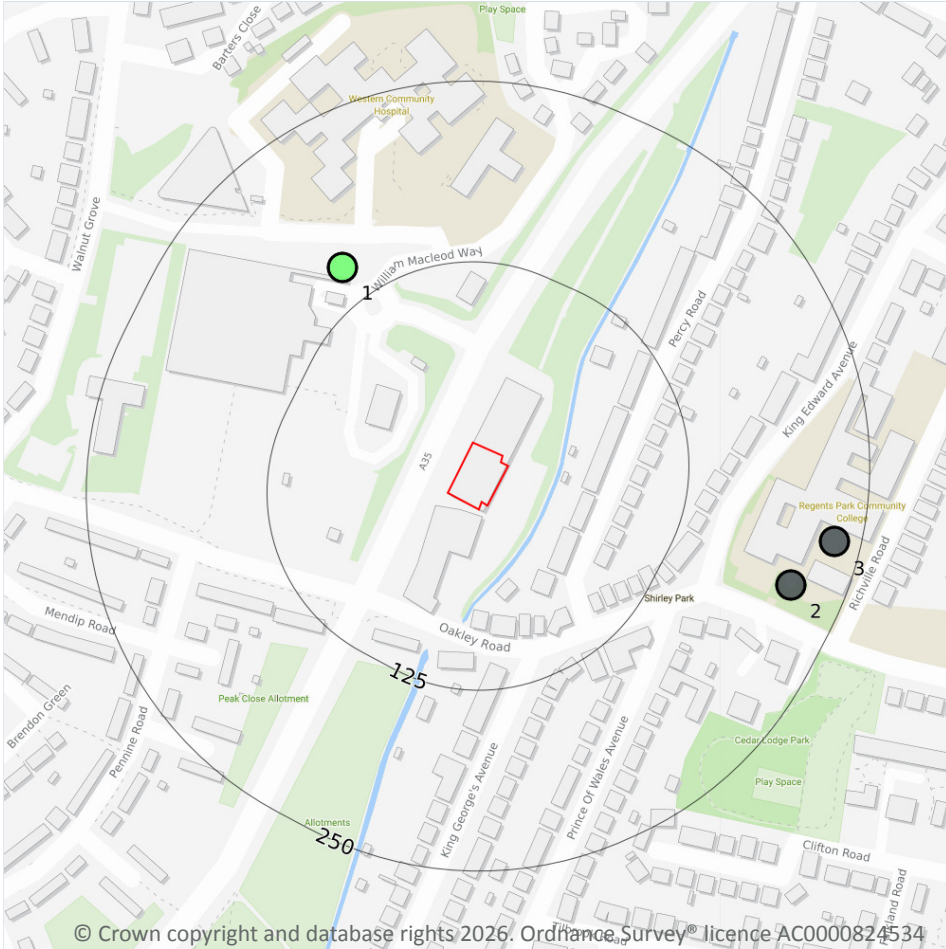 Play Space
Barters Close
Western Community
Hospital
Walnut Grove
William Macleod Way
1
Percy Road
King Edward Avenue
A35
Regents Park Community
College
3
Richville Road
2
Shirley Park
Mendip Road
Oakley Road
125
Peak Close Allotment
Brendon Green
Pennine Road
Cedar Lodge Park
Play Space
King George's Avenue
Prince Of Wales Avenue
Allotments
250
Clifton Road
© Crown copyright and database rights 2026. Ordnance Survey® licence AC0000824534